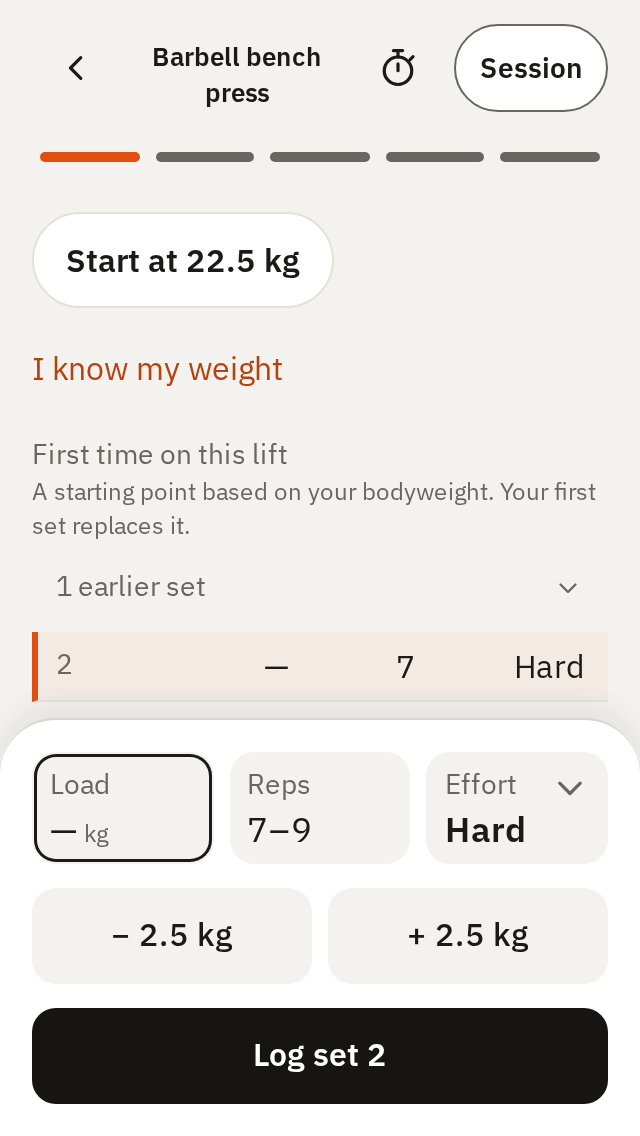 Barbell bench
press
Session
Start at 22.5 kg
I know my weight
First time on this lift
A starting point based on your bodyweight. Your first
set replaces it.
1 earlier set
2 — 7 Hard
Load
— kg
Reps
7–9
Effort
Hard
− 2.5 kg
+ 2.5 kg
Log set 2